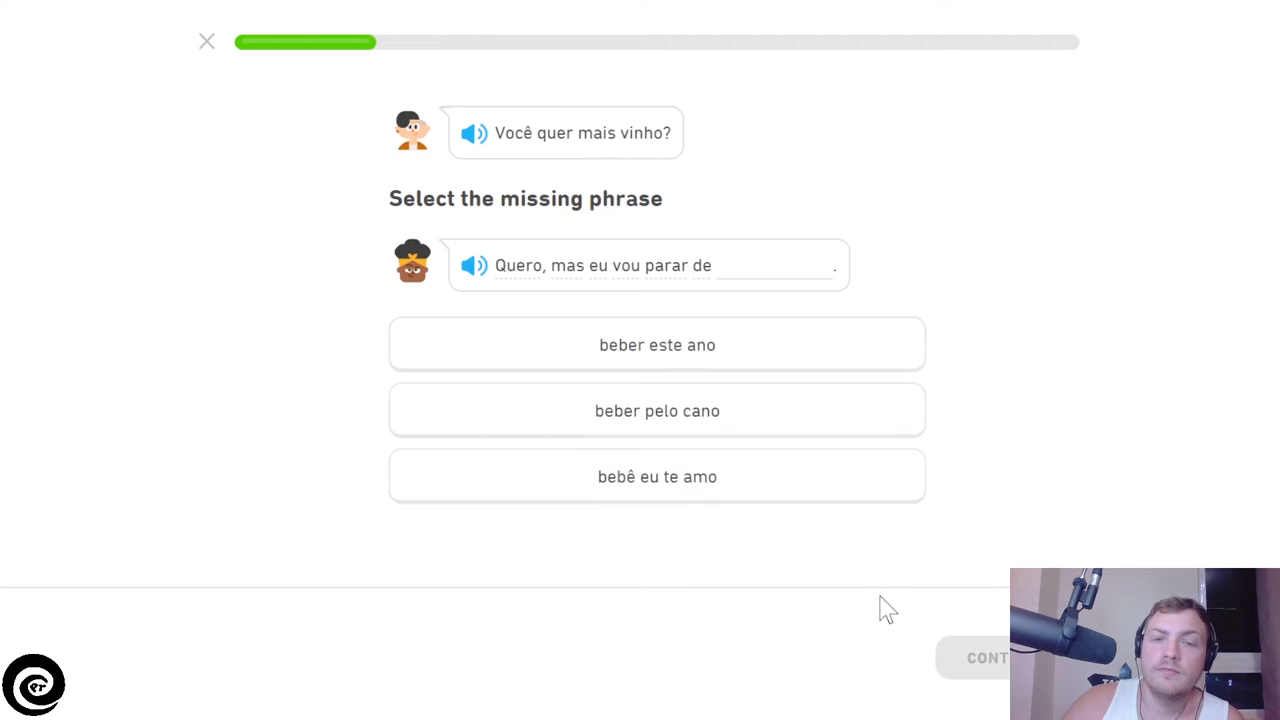 Você quer mais vinho?
Select the missing phrase
Quero, mas eu vou parar de ____________.
beber este ano
beber pelo cano
bebê eu te amo
CONT